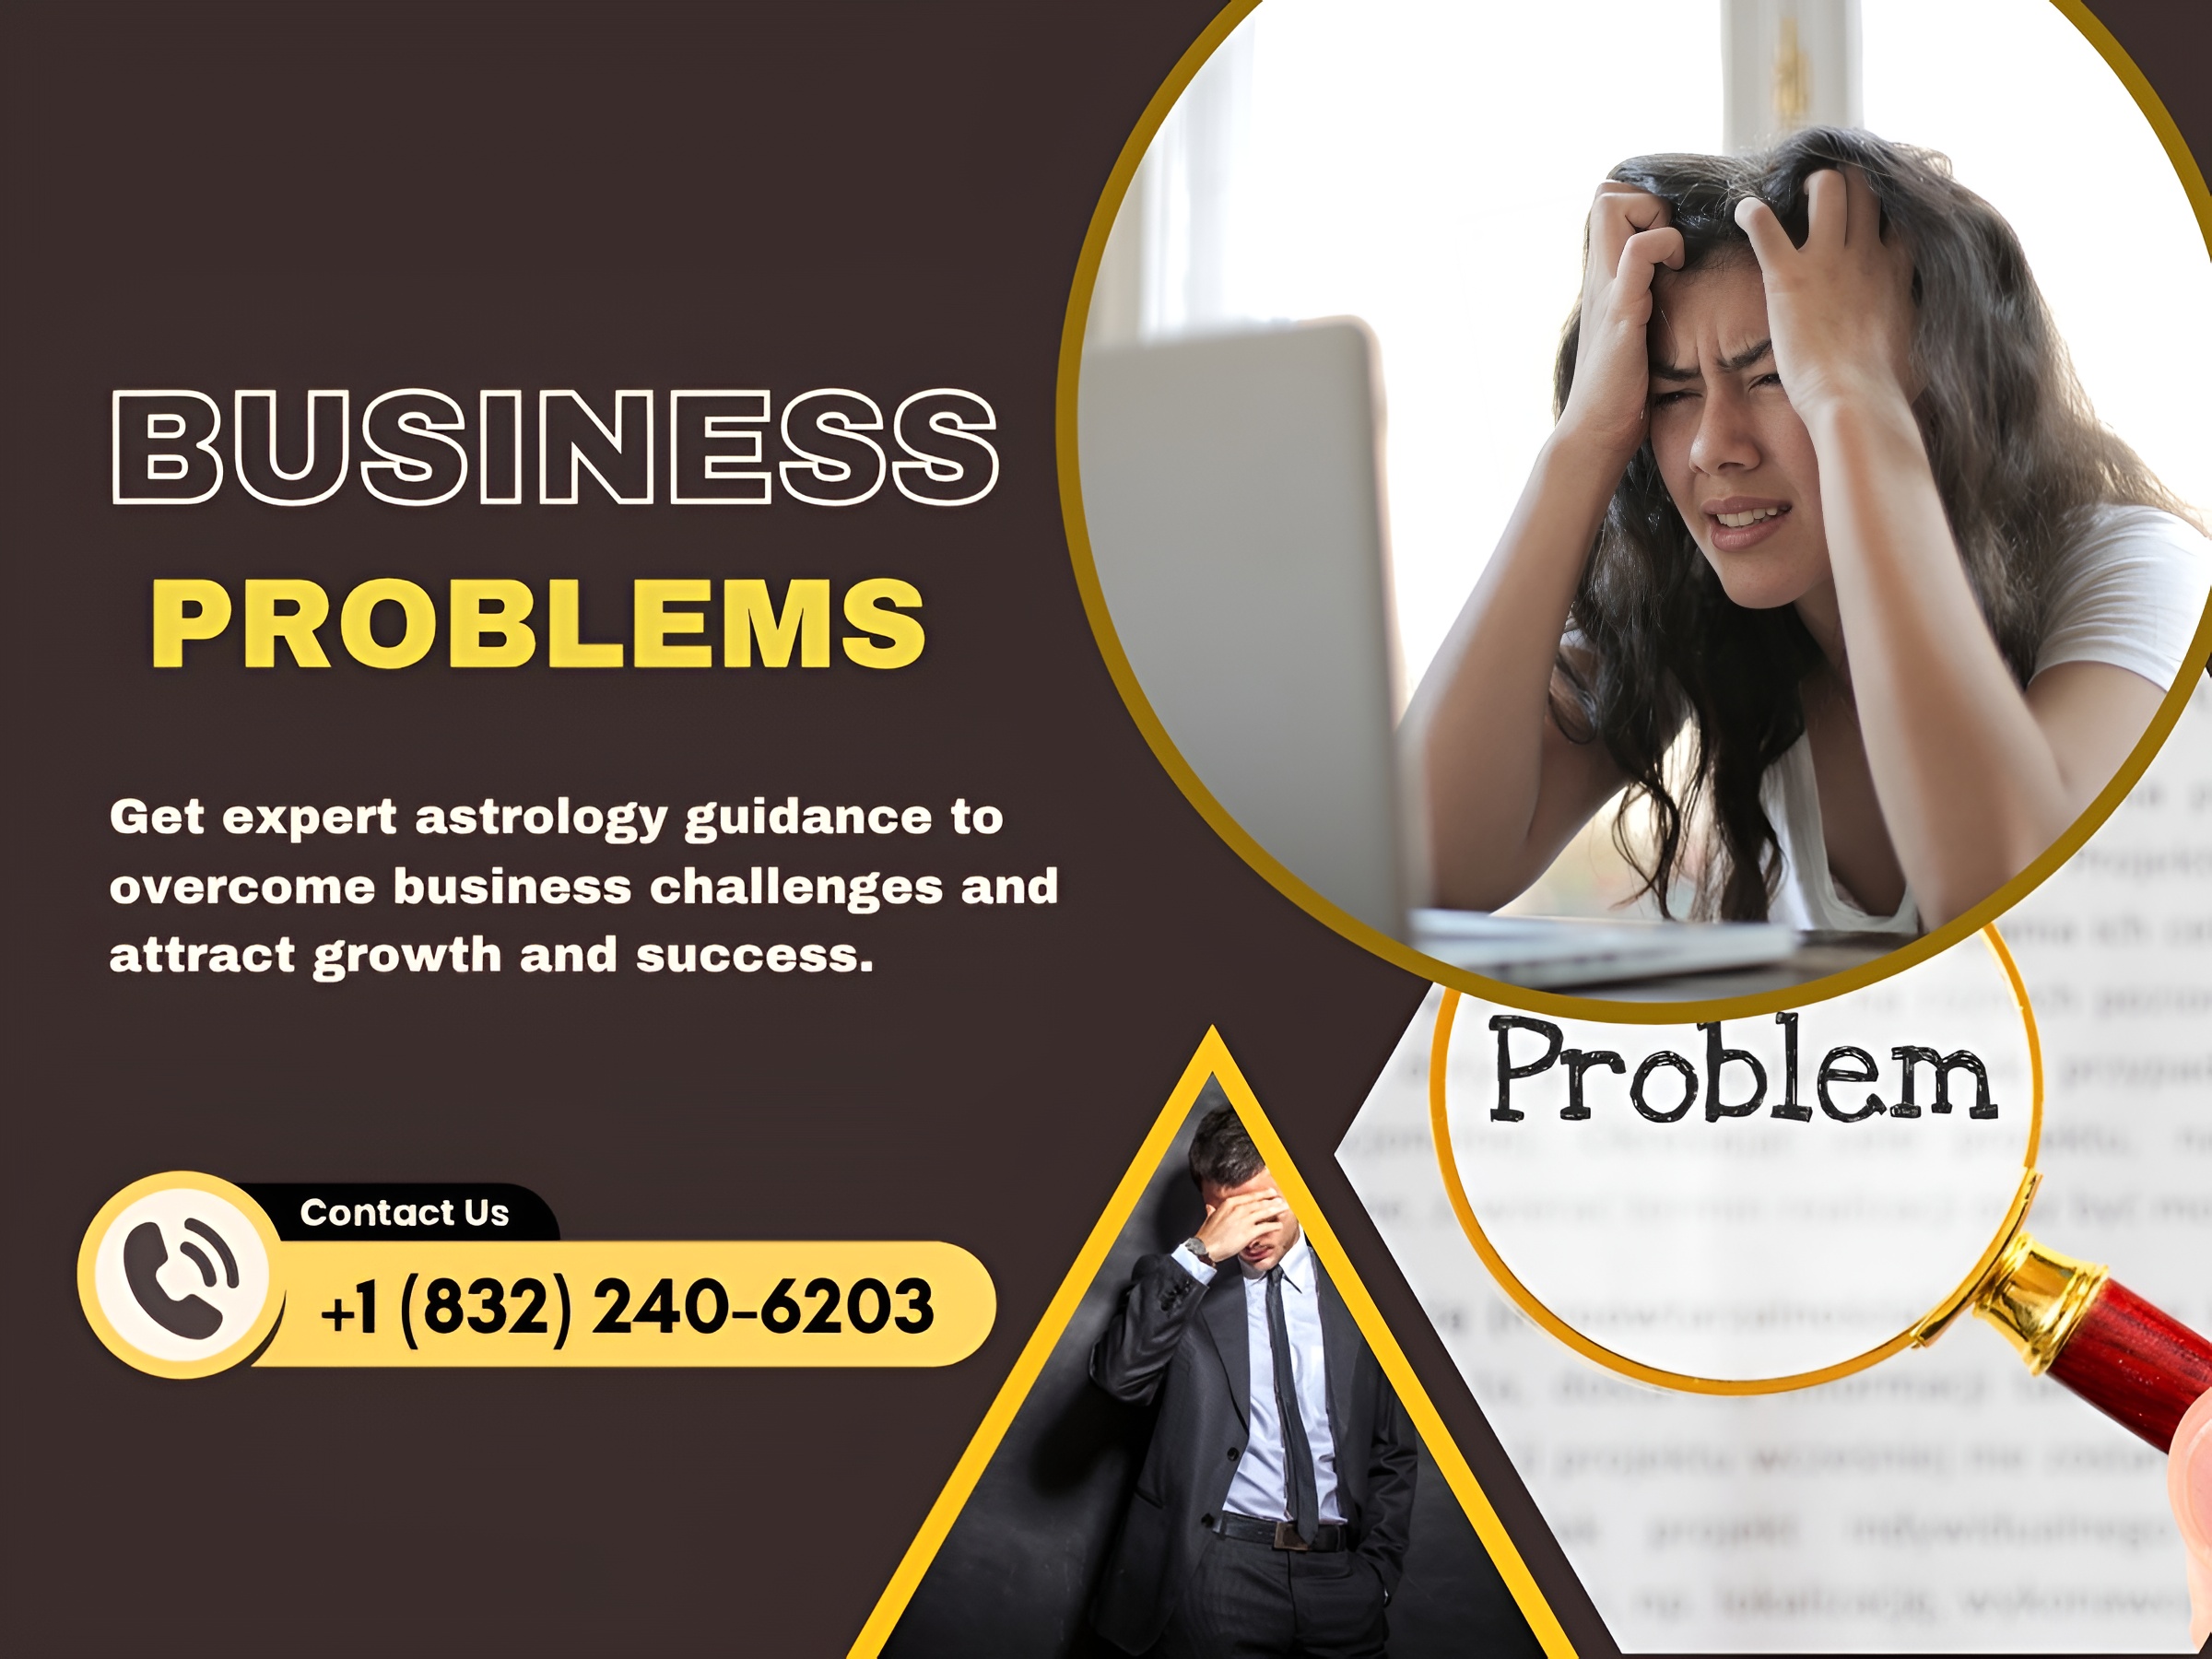 BUSINESS
PROBLEMS
Get expert astrology guidance to
overcome business challenges and
attract growth and success.
Contact Us
+1 (832) 240-6203
Problem